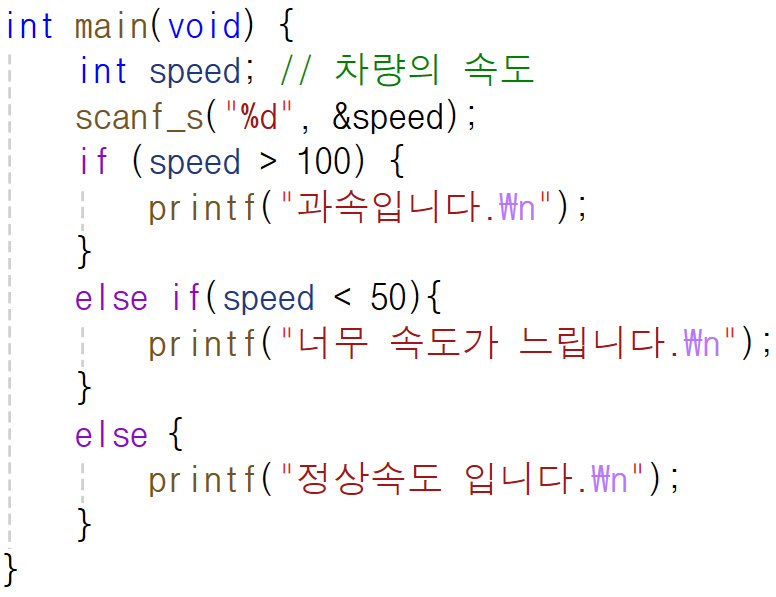 int main(void) {
    int speed; // 차량의 속도
    scanf_s("%d", &speed);
    if (speed > 100) {
        printf("과속입니다.₩n");
    }
    else if(speed < 50){
        printf("너무 속도가 느립니다.₩n");
    }
    else {
        printf("정상속도 입니다.₩n");
    }
}